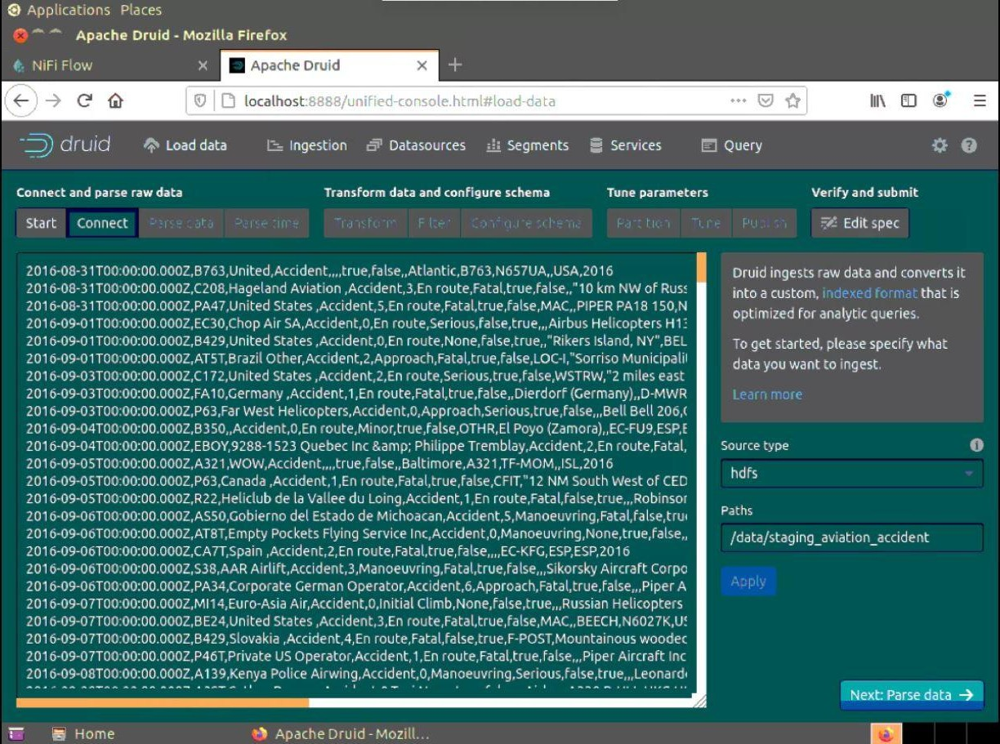 Applications Places
Apache Druid - Mozilla Firefox
NiFi Flow
Apache Druid
localhost:8888/unified-console.html#load-data
druid Load data Ingestion Datasources Segments Services Query
Connect and parse raw data Transform data and configure schema Tune parameters Verify and submit
Start Connect Parse data Parse time Transform Filter Configure schema Partition Tune Publish Edit spec
2016-08-31T00:00:00.000Z,B763,United,Accident,,,,true,false,,Atlantic,B763,N657UA,,USA,2016
2016-08-31T00:00:00.000Z,C208,Hageland Aviation ,Accident,3,En route,Fatal,true,false,,"10 km NW of Russ
2016-08-31T00:00:00.000Z,PA47,United States ,Accident,5,En route,Fatal,true,false,MAC,,PIPER PA18 150,N
2016-09-01T00:00:00.000Z,EC30,Chop Air SA,Accident,0,En route,Serious,false,true,,,Airbus Helicopters H13
2016-09-01T00:00:00.000Z,B429,United States ,Accident,0,En route,None,false,true,,"Rikers Island, NY",BEL
2016-09-01T00:00:00.000Z,AT5T,Brazil Other,Accident,2,Approach,Fatal,true,false,LOC-I,"Sorriso Municipali
2016-09-03T00:00:00.000Z,C172,United States ,Accident,2,En route,Serious,true,false,WSTRW,"2 miles east
2016-09-03T00:00:00.000Z,FA10,Germany ,Accident,1,En route,Fatal,true,false,,Dierdorf (Germany),,D-MWR
2016-09-03T00:00:00.000Z,P63,Far West Helicopters,Accident,0,Approach,Serious,true,false,,,Bell Bell 206,
2016-09-04T00:00:00.000Z,B350,,Accident,0,En route,Minor,true,false,OTHR,El Poyo (Zamora),,EC-FU9,ESP,E
2016-09-04T00:00:00.000Z,EBOY,9288-1523 Quebec Inc &amp; Philippe Tremblay,Accident,2,En route,Fatal,
2016-09-05T00:00:00.000Z,A321,WOW,Accident,,,,true,false,,Baltimore,A321,TF-MOM,,ISL,2016
2016-09-05T00:00:00.000Z,P63,Canada ,Accident,1,En route,Fatal,true,false,CFIT,"12 NM South West of CED
2016-09-05T00:00:00.000Z,R22,Heliclub de la Vallee du Loing,Accident,1,En route,Fatal,false,true,,,Robinsor
2016-09-06T00:00:00.000Z,AS50,Gobierno del Estado de Michoacan,Accident,5,Manoeuvring,Fatal,false,tru
2016-09-06T00:00:00.000Z,AT8T,Empty Pockets Flying Service Inc,Accident,0,Manoeuvring,None,true,false,,
2016-09-06T00:00:00.000Z,CA7T,Spain ,Accident,2,En route,Fatal,true,false,,,,EC-KFG,ESP,ESP,2016
2016-09-06T00:00:00.000Z,S38,AAR Airlift,Accident,3,Manoeuvring,Fatal,true,false,,,Sikorsky Aircraft Corpo
2016-09-06T00:00:00.000Z,PA34,Corporate German Operator,Accident,6,Approach,Fatal,true,false,,,Piper A
2016-09-07T00:00:00.000Z,MI14,Euro-Asia Air,Accident,0,Initial Climb,None,false,true,,,Russian Helicopters
2016-09-07T00:00:00.000Z,BE24,United States ,Accident,3,En route,Fatal,true,false,MAC,,BEECH,N6027K,US
2016-09-07T00:00:00.000Z,B429,Slovakia ,Accident,4,En route,Fatal,false,true,F-POST,Mountainous wooded
2016-09-07T00:00:00.000Z,P46T,Private US Operator,Accident,1,En route,Fatal,true,false,,,Piper Aircraft Inc
2016-09-08T00:00:00.000Z,A139,Kenya Police Airwing,Accident,0,Manoeuvring,Serious,false,true,,,Leonard
Druid ingests raw data and converts it
into a custom, indexed format that is
optimized for analytic queries.
To get started, please specify what
data you want to ingest.
Learn more
Source type
hdfs
Paths
/data/staging_aviation_accident
Apply
Next: Parse data
Home
Apache Druid - Mozill...